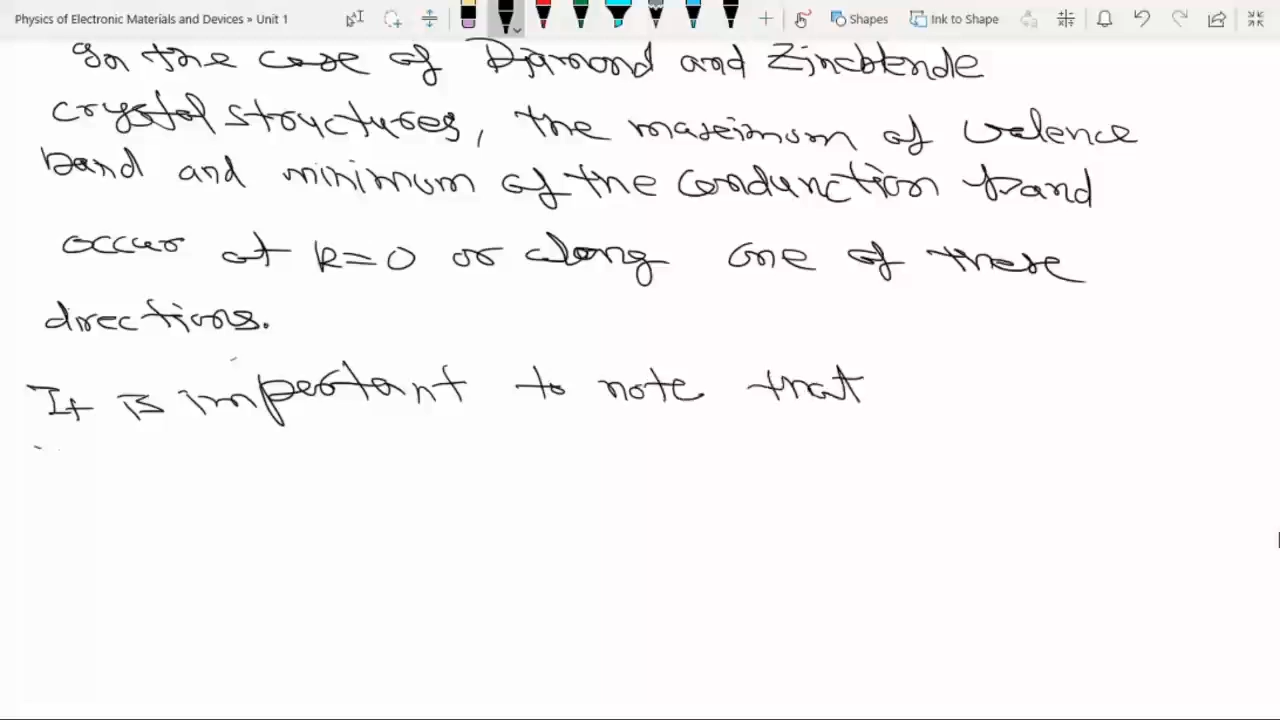 Physics of Electronic Materials and Devices » Unit 1
Shapes
Ink to Shape
In the case of Diamond and Zincblende
crystal structures, the maximum of valence
band and minimum of the condunction band
occur at k=0 or along one of these
directions.
It is important to note that